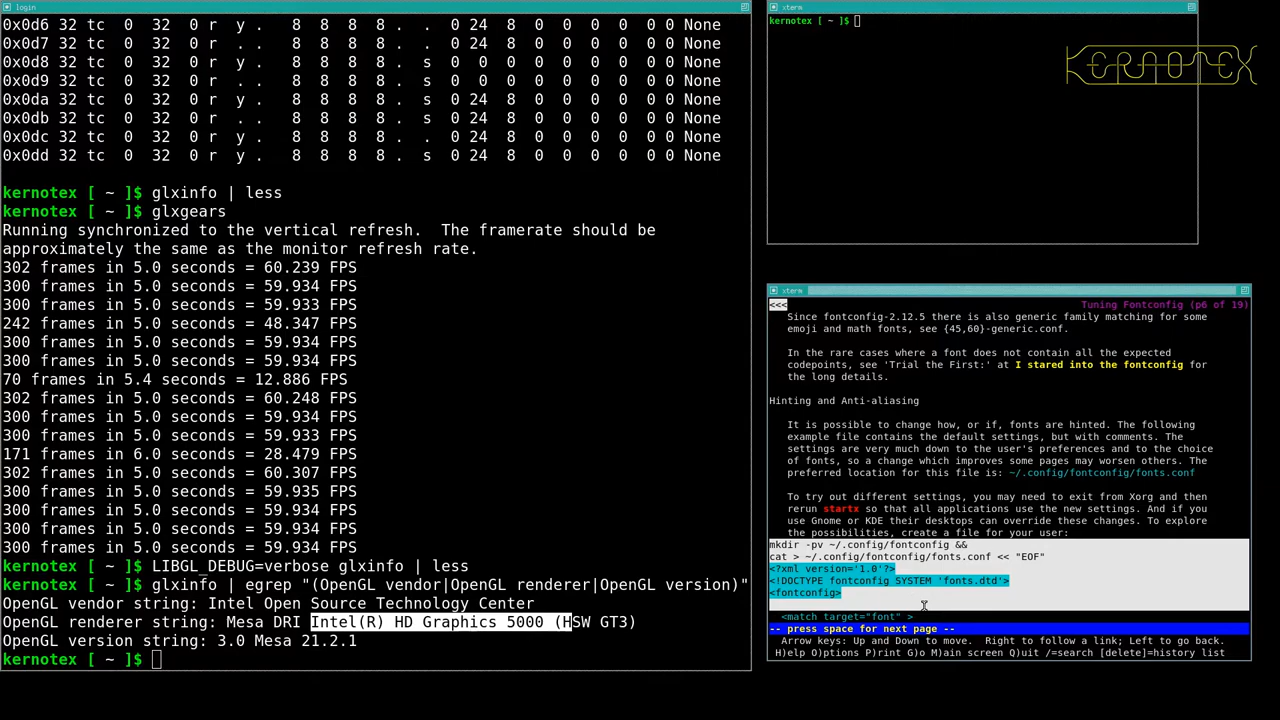 login
0x0d6 32 tc  0  32  0 r  y .   8  8  8  8 .  .  0 24  8  0  0  0  0  0 0 None
0x0d7 32 tc  0  32  0 r  . .   8  8  8  8 .  .  0 24  8  0  0  0  0  0 0 None
0x0d8 32 tc  0  32  0 r  y .   8  8  8  8 .  s  0  0  0  0  0  0  0  0 0 None
0x0d9 32 tc  0  32  0 r  . .   8  8  8  8 .  s  0  0  0  0  0  0  0  0 0 None
0x0da 32 tc  0  32  0 r  y .   8  8  8  8 .  s  0 24  8  0  0  0  0  0 0 None
0x0db 32 tc  0  32  0 r  . .   8  8  8  8 .  s  0 24  8  0  0  0  0  0 0 None
0x0dc 32 tc  0  32  0 r  y .   8  8  8  8 .  .  0 24  8  0  0  0  0  0 0 None
0x0dd 32 tc  0  32  0 r  y .   8  8  8  8 .  s  0 24  8  0  0  0  0  0 0 None
kernotex [ ~ ]$ glxinfo | less
kernotex [ ~ ]$ glxgears
Running synchronized to the vertical refresh.  The framerate should be
approximately the same as the monitor refresh rate.
302 frames in 5.0 seconds = 60.239 FPS
300 frames in 5.0 seconds = 59.934 FPS
300 frames in 5.0 seconds = 59.933 FPS
242 frames in 5.0 seconds = 48.347 FPS
300 frames in 5.0 seconds = 59.934 FPS
300 frames in 5.0 seconds = 59.934 FPS
70 frames in 5.4 seconds = 12.886 FPS
302 frames in 5.0 seconds = 60.248 FPS
300 frames in 5.0 seconds = 59.934 FPS
300 frames in 5.0 seconds = 59.933 FPS
171 frames in 6.0 seconds = 28.479 FPS
302 frames in 5.0 seconds = 60.307 FPS
300 frames in 5.0 seconds = 59.935 FPS
300 frames in 5.0 seconds = 59.934 FPS
300 frames in 5.0 seconds = 59.934 FPS
300 frames in 5.0 seconds = 59.934 FPS
kernotex [ ~ ]$ LIBGL_DEBUG=verbose glxinfo | less
kernotex [ ~ ]$ glxinfo | egrep "(OpenGL vendor|OpenGL renderer|OpenGL version)"
OpenGL vendor string: Intel Open Source Technology Center
OpenGL renderer string: Mesa DRI Intel(R) HD Graphics 5000 (HSW GT3)
OpenGL version string: 3.0 Mesa 21.2.1
kernotex [ ~ ]$
xterm
kernotex [ ~ ]$
KERNOTEX
xterm
<<< Tuning Fontconfig (p6 of 19)
Since fontconfig-2.12.5 there is also generic family matching for some
emoji and math fonts, see {45,60}-generic.conf.
In the rare cases where a font does not contain all the expected
codepoints, see 'Trial the First:' at I stared into the fontconfig for
the long details.
Hinting and Anti-aliasing
It is possible to change how, or if, fonts are hinted. The following
example file contains the default settings, but with comments. The
settings are very much down to the user's preferences and to the choice
of fonts, so a change which improves some pages may worsen others. The
preferred location for this file is: ~/.config/fontconfig/fonts.conf
To try out different settings, you may need to exit from Xorg and then
rerun startx so that all applications use the new settings. And if you
use Gnome or KDE their desktops can override these changes. To explore
the possibilities, create a file for your user:
mkdir -pv ~/.config/fontconfig &&
cat > ~/.config/fontconfig/fonts.conf << "EOF"
<?xml version='1.0'?>
<!DOCTYPE fontconfig SYSTEM 'fonts.dtd'>
<fontconfig>
<match target="font" >
-- press space for next page --
Arrow keys: Up and Down to move.  Right to follow a link; Left to go back.
H)elp O)ptions P)rint G)o M)ain screen Q)uit /=search [delete]=history list